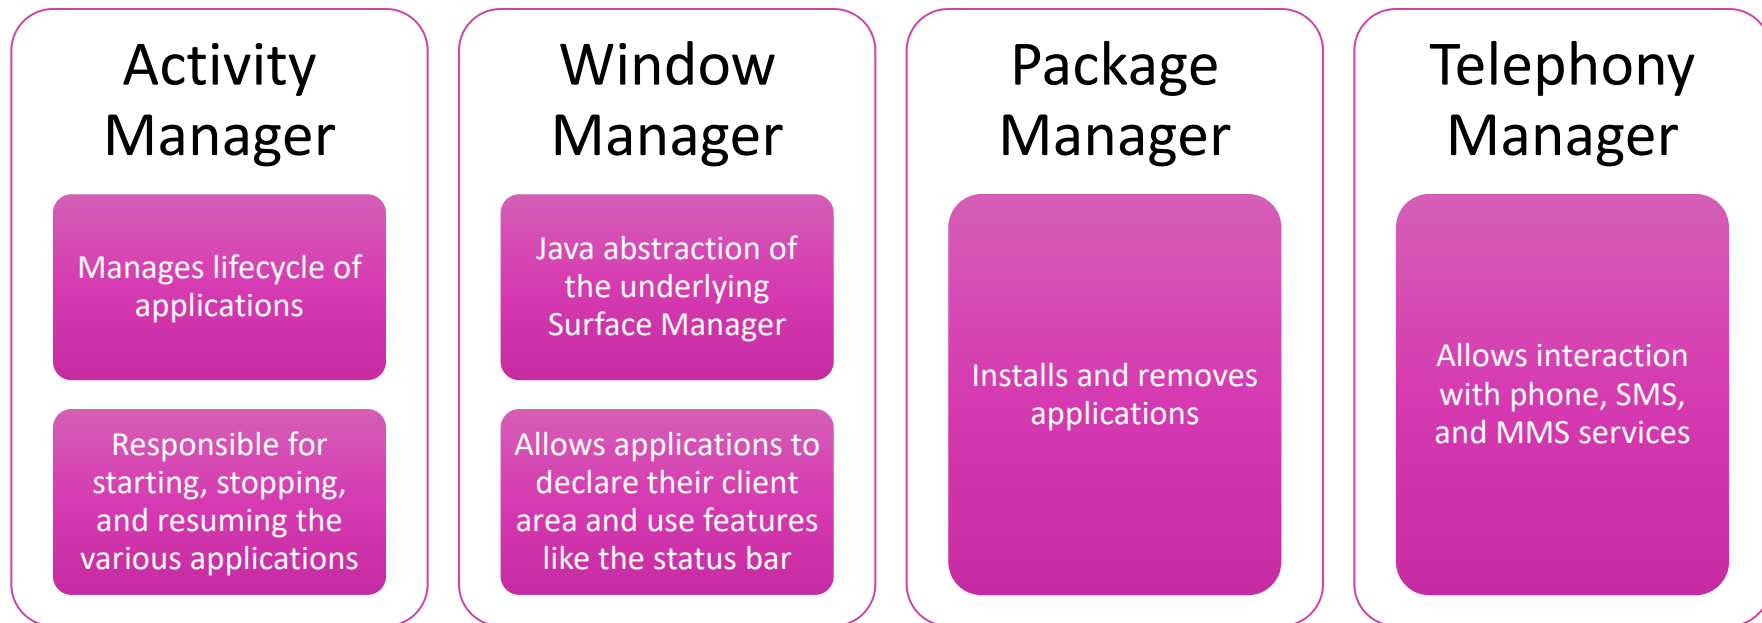 Activity
Manager
Manages lifecycle of
applications
Responsible for
starting, stopping,
and resuming the
various applications
Window
Manager
Java abstraction of
the underlying
Surface Manager
Allows applications to
declare their client
area and use features
like the status bar
Package
Manager
Installs and removes
applications
Telephony
Manager
Allows interaction
with phone, SMS,
and MMS services